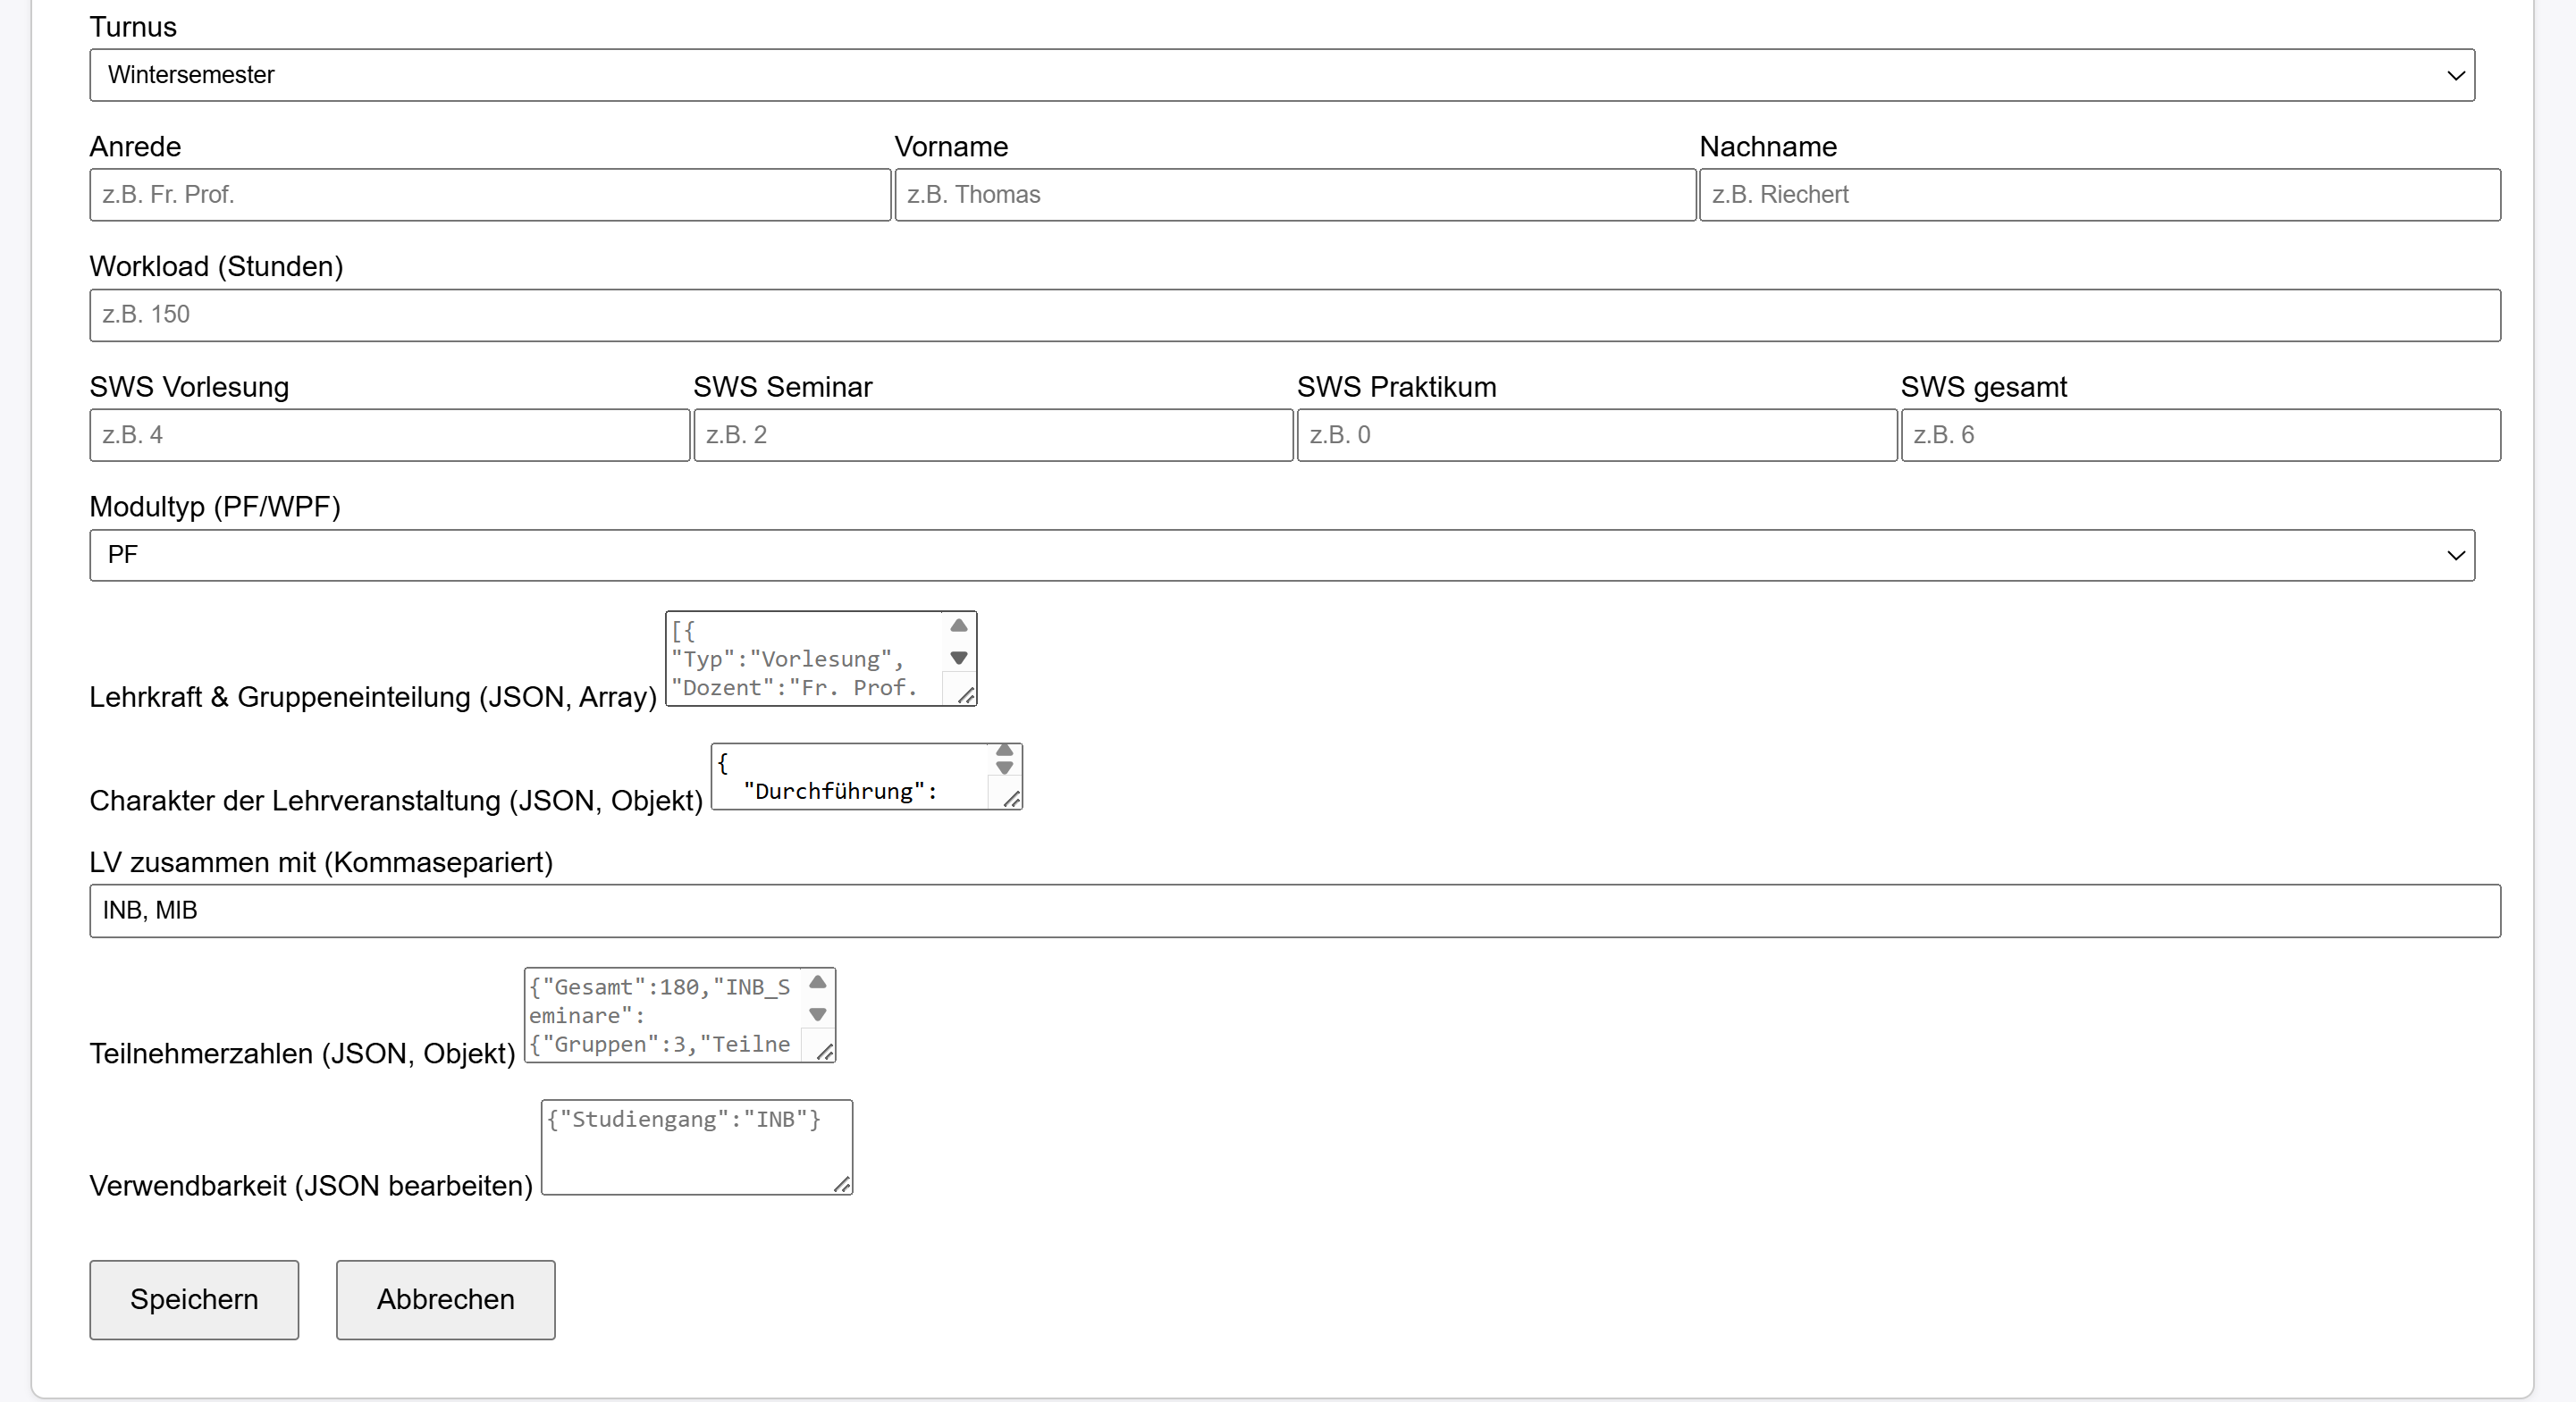 Turnus
Wintersemester
Anrede Vorname Nachname
z.B. Fr. Prof. z.B. Thomas z.B. Riechert
Workload (Stunden)
z.B. 150
SWS Vorlesung SWS Seminar SWS Praktikum SWS gesamt
z.B. 4 z.B. 2 z.B. 0 z.B. 6
Modultyp (PF/WPF)
PF
[{
"Typ":"Vorlesung",
"Dozent":"Fr. Prof.
Lehrkraft & Gruppeneinteilung (JSON, Array)
{
"Durchführung":
Charakter der Lehrveranstaltung (JSON, Objekt)
LV zusammen mit (Kommasepariert)
INB, MIB
{"Gesamt":180,"INB_S
eminare":
{"Gruppen":3,"Teilne
Teilnehmerzahlen (JSON, Objekt)
{"Studiengang":"INB"}
Verwendbarkeit (JSON bearbeiten)
Speichern Abbrechen